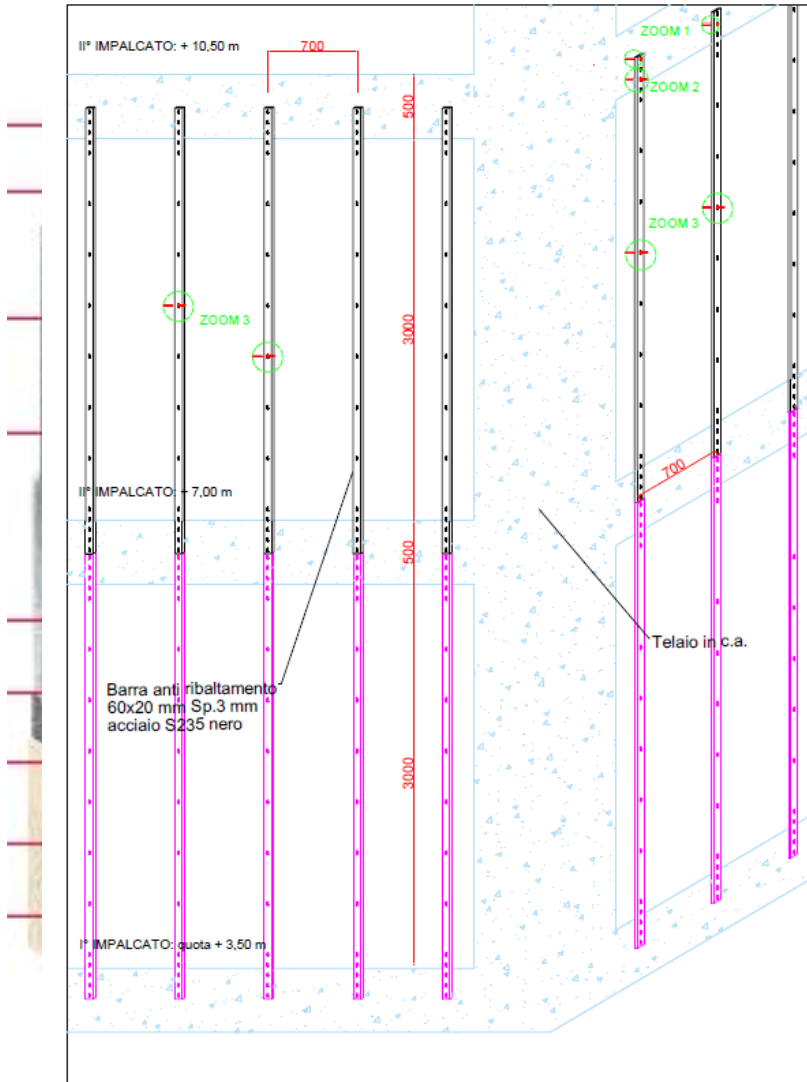 II° IMPALCATO: + 10,50 m
700
ZOOM 1
ZOOM 2
500
ZOOM 3
ZOOM 3
3000
700
II° IMPALCATO: + 7,00 m
500
Telaio in c.a.
Barra anti ribaltamento
60x20 mm Sp.3 mm
acciaio S235 nero
3000
I° IMPALCATO: quota + 3,50 m